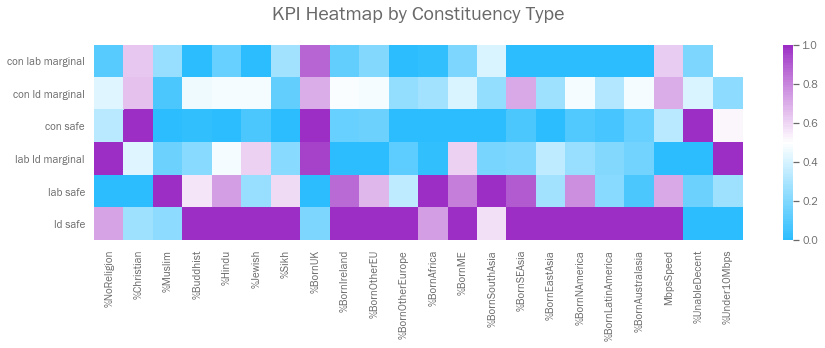 KPI Heatmap by Constituency Type
con lab marginal
con ld marginal
con safe
lab ld marginal
lab safe
ld safe
1.0
0.8
0.6
0.4
0.2
0.0
%NoReligion
%Christian
%Muslim
%Buddhist
%Hindu
%Jewish
%Sikh
%BornUK
%BornIreland
%BornOtherEU
%BornOtherEurope
%BornAfrica
%BornME
%BornSouthAsia
%BornSEAsia
%BornEastAsia
%BornNAmerica
%BornLatinAmerica
%BornAustralasia
MbpsSpeed
%UnableDecent
%Under10Mbps